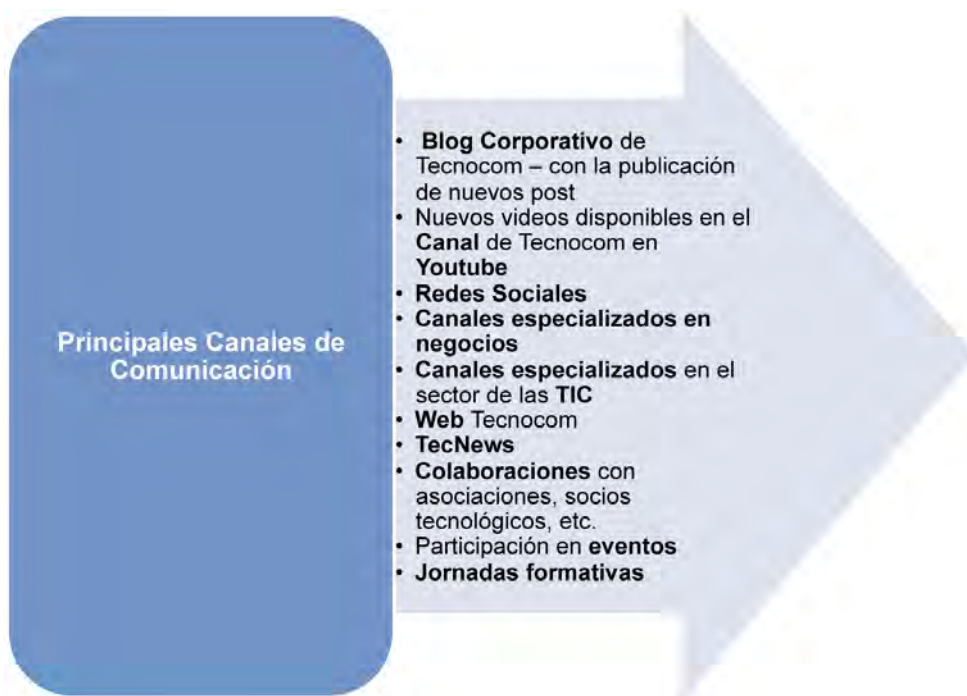 Principales Canales de
Comunicación
• Blog Corporativo de
Tecnocom – con la publicación
de nuevos post
• Nuevos videos disponibles en el
Canal de Tecnocom en
Youtube
• Redes Sociales
• Canales especializados en
negocios
• Canales especializados en el
sector de las TIC
• Web Tecnocom
• TecNews
• Colaboraciones con
asociaciones, socios
tecnológicos, etc.
• Participación en eventos
• Jornadas formativas